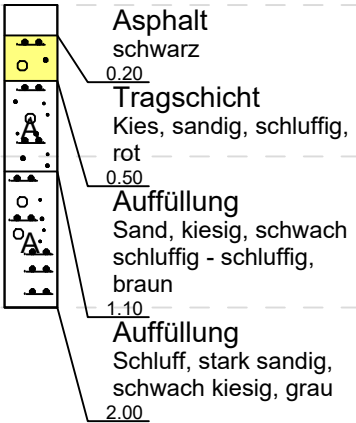 Asphalt
schwarz
0.20
Tragschicht
Kies, sandig, schluffig,
rot
0.50
A
Auffüllung
Sand, kiesig, schwach
schluffig - schluffig,
braun
1.10
A
Auffüllung
Schluff, stark sandig,
schwach kiesig, grau
2.00